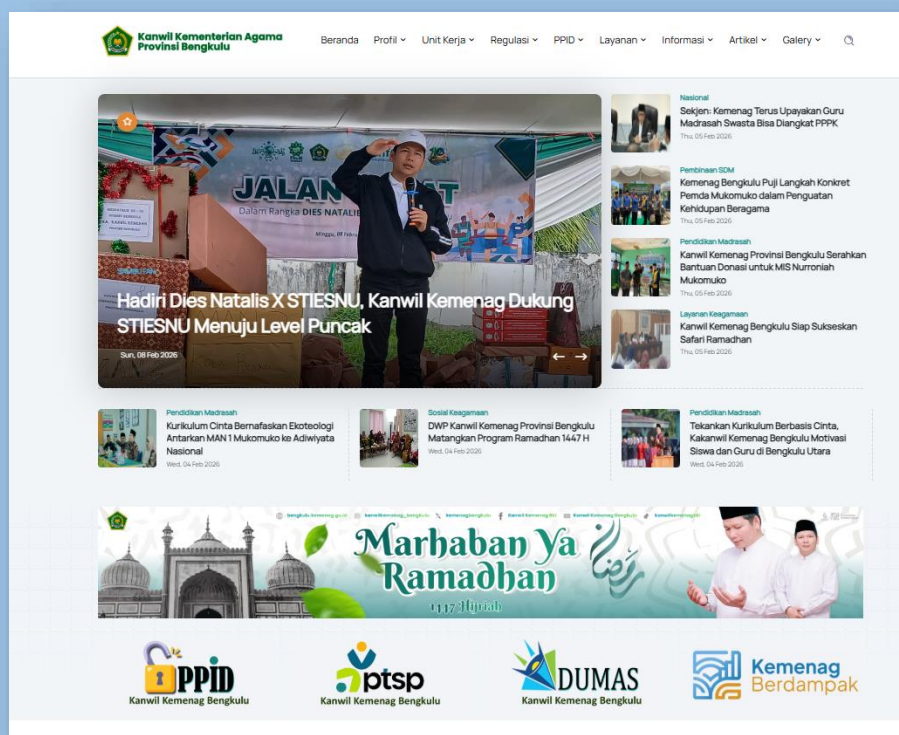 Kanwil Kementerian Agama
Provinsi Bengkulu
Beranda Profil Unit Kerja Regulasi PPID Layanan Informasi Artikel Galery
JALAN
Dalam Rangka DIES NATALIS
SAMBUTAN
Hadiri Dies Natalis X STIESNU, Kanwil Kemenag Dukung
STIESNU Menuju Level Puncak
Sun, 08 Feb 2026
Nasional
Sekjen: Kemenag Terus Upayakan Guru
Madrasah Swasta Bisa Diangkat PPPK
Thu, 05 Feb 2026
Pembinaan SDM
Kemenag Bengkulu Puji Langkah Konkret
Pemda Mukomuko dalam Penguatan
Kehidupan Beragama
Thu, 05 Feb 2026
Pendidikan Madrasah
Kanwil Kemenag Provinsi Bengkulu Serahkan
Bantuan Donasi untuk MIS Nurroniah
Mukomuko
Thu, 05 Feb 2026
Layanan Keagamaan
Kanwil Kemenag Bengkulu Siap Sukseskan
Safari Ramadhan
Thu, 05 Feb 2026
Pendidikan Madrasah
Kurikulum Cinta Bernafaskan Ekoteologi
Antarkan MAN 1 Mukomuko ke Adiwiyata
Nasional
Wed, 04 Feb 2026
Sosial Keagamaan
DWP Kanwil Kemenag Provinsi Bengkulu
Matangkan Program Ramadhan 1447 H
Wed, 04 Feb 2026
Pendidikan Madrasah
Tekankan Kurikulum Berbasis Cinta,
Kakanwil Kemenag Bengkulu Motivasi
Siswa dan Guru di Bengkulu Utara
Wed, 04 Feb 2026
bengkulu.kemenag.go.id
Marhaban Ya
Ramadhan
رمضان
1447 Hijriah
PPID
Kanwil Kemenag Bengkulu
ptsp
Kanwil Kemenag Bengkulu
DUMAS
Kanwil Kemenag Bengkulu
Kemenag
Berdampak